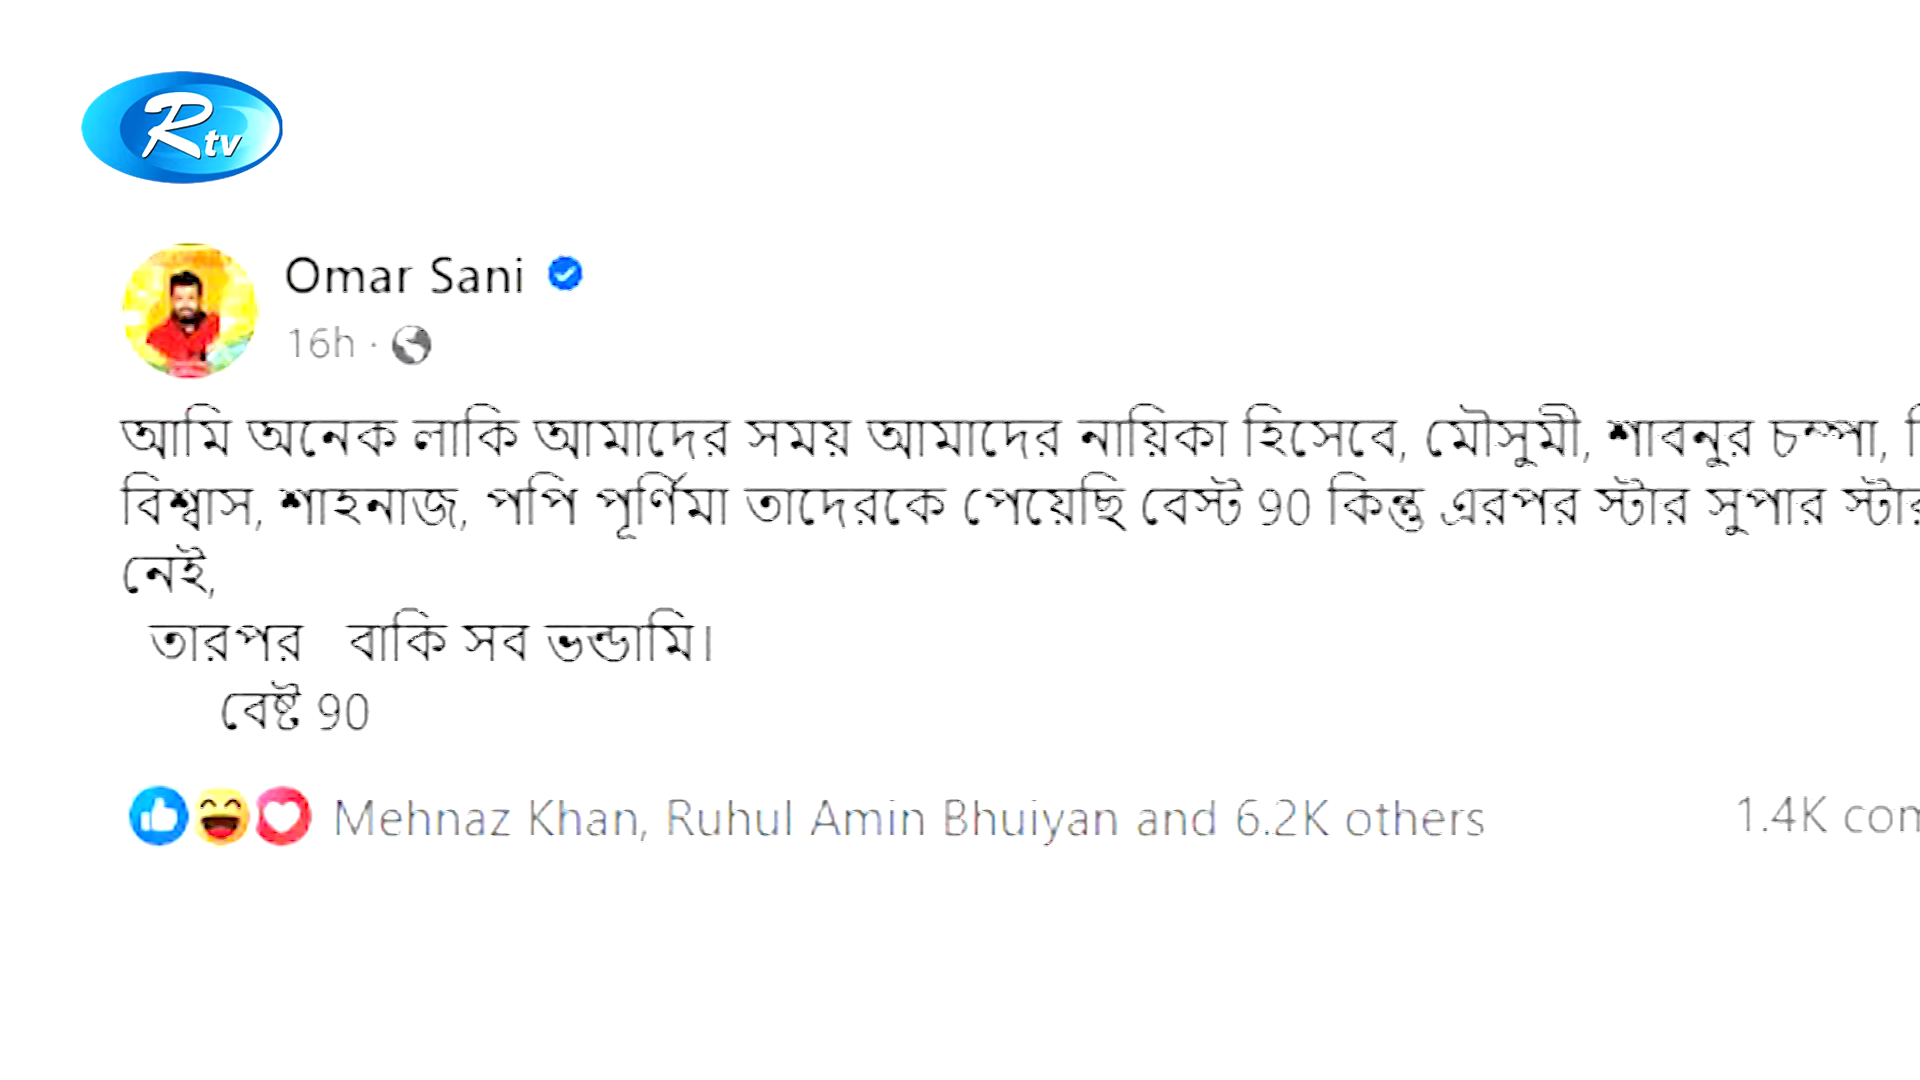 Rtv
Omar Sani
16h ·
আমি অনেক লাকি আমাদের সময় আমাদের নায়িকা হিসেবে, মৌসুমী, শাবনুর চম্পা,
বিশ্বাস, শাহনাজ, পপি পূর্ণিমা তাদেরকে পেয়েছি বেস্ট 90 কিন্তু এরপর স্টার সুপার স্টার
নেই,
তারপর বাকি সব ভন্ডামি।
বেষ্ট 90
Mehnaz Khan, Ruhul Amin Bhuiyan and 6.2K others
1.4K com